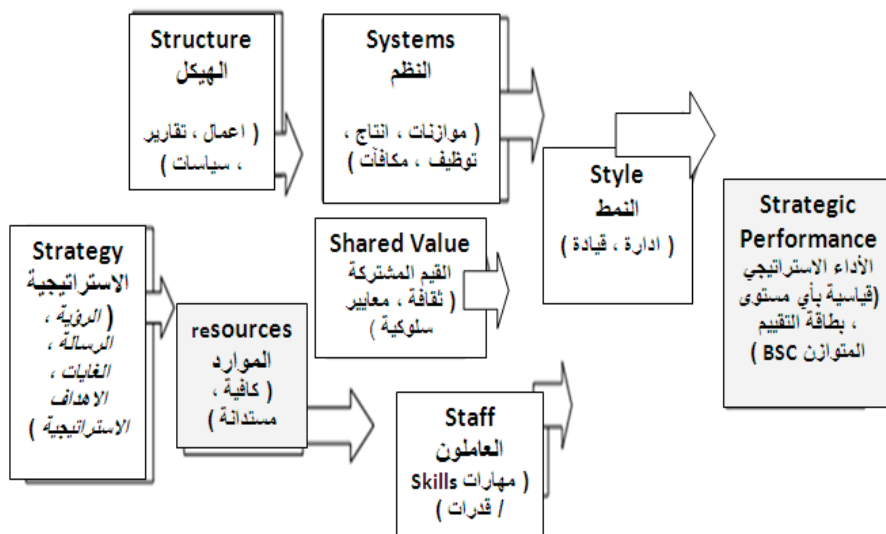 Structure
الهيكل
( اعمال ، تقارير
، سياسات )
Systems
النظم
( موازنات ، انتاج ،
توظيف ، مكافآت )
Style
النمط
( ادارة ، قيادة )
Strategic
Performance
الأداء الاستراتيجي
(قياسية بأي مستوى
، بطاقة التقييم
المتوازن BSC )
Shared Value
القيم المشتركة
( ثقافة ، معايير
سلوكية )
Strategy
الاستراتيجية
( الرؤية ،
الرسالة ،
الغايات ،
الاهداف
الاستراتيجية )
resources
الموارد
( كافية ،
مستدانة )
Staff
العاملون
( مهارات Skills
/ قدرات )